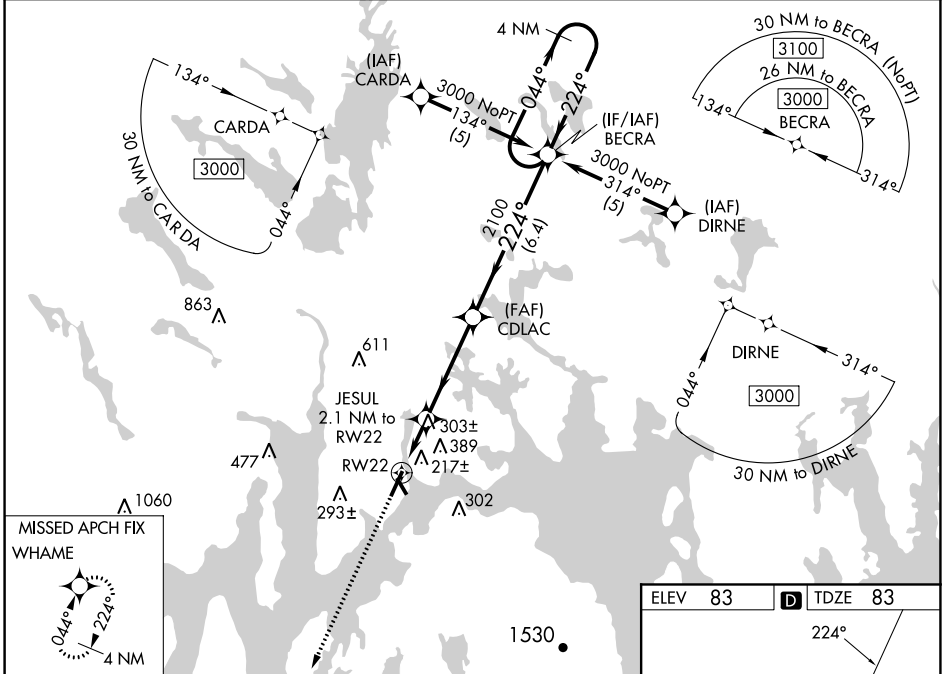 4 NM
044°
224°
(IAF)
CARDA
3000 NoPT
134°
(5)
(IF/IAF)
BECRA
3000 NoPT
314°
(5)
(IAF)
DIRNE
134°
CARDA
3000
044°
30 NM to CARDA
30 NM to BECRA (NoPT)
3100
26 NM to BECRA
3000
BECRA
134°
314°
2100
224°
(6.4)
(FAF)
CDLAC
863
611
JESUL
2.1 NM to
RW22
303±
389
217±
RW22
477
293±
302
1060
DIRNE
314°
044°
3000
30 NM to DIRNE
MISSED APCH FIX
WHAME
044°
224°
4 NM
1530
ELEV 83 D TDZE 83
224°